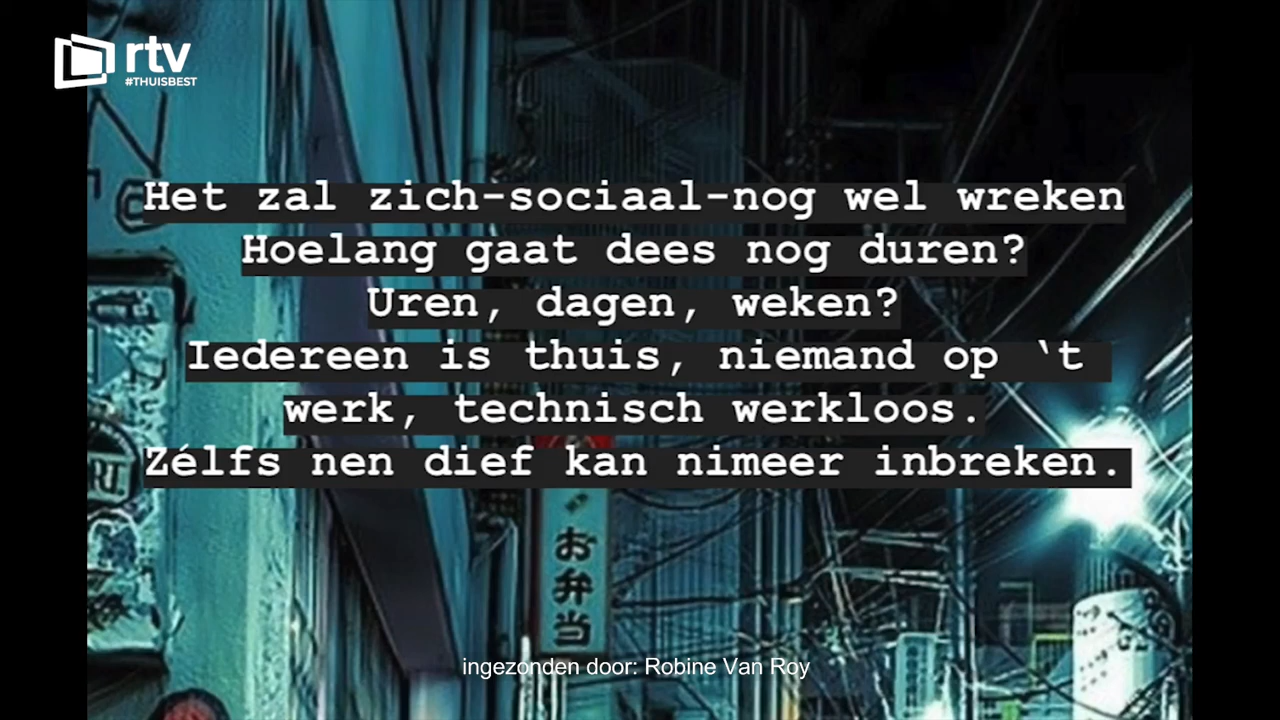 rtv
#THUISBEST
Het zal zich-sociaal-nog wel wreken
Hoelang gaat dees nog duren?
Uren, dagen, weken?
Iedereen is thuis, niemand op ‘t
werk, technisch werkloos.
Zélfs nen dief kan nimeer inbreken.
お弁当
ingezonden door: Robine Van Roy